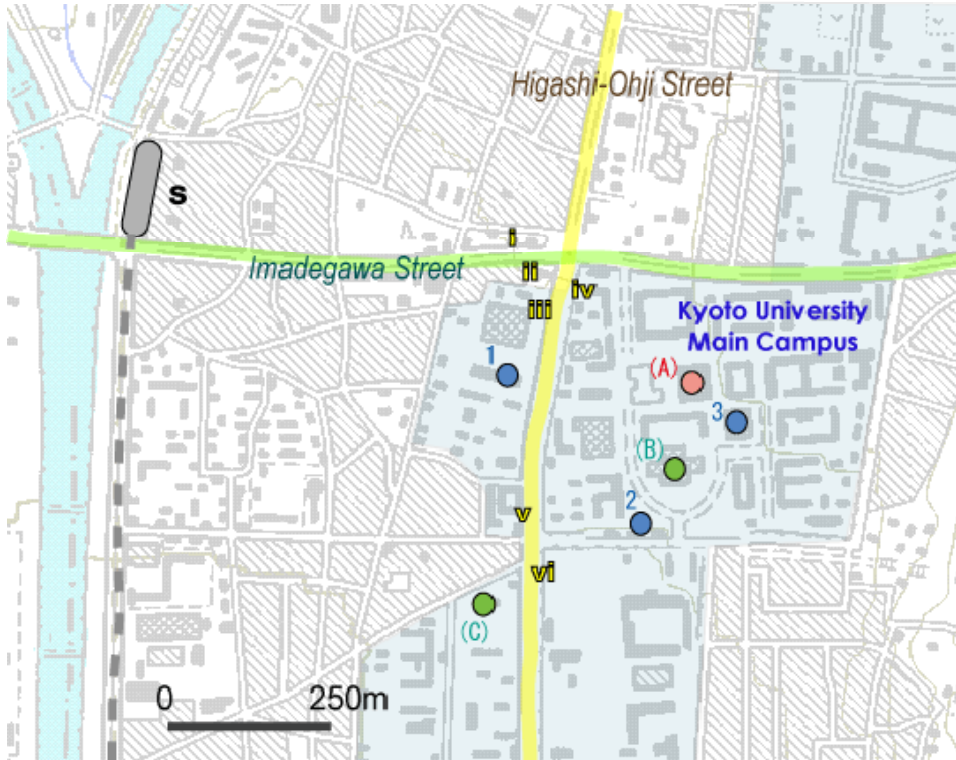 Higashi-Ohji Street
s
i
Imadegawa Street
ii
iv
iii
Kyoto University
Main Campus
1
(A)
3
(B)
v
2
vi
(C)
0
250m